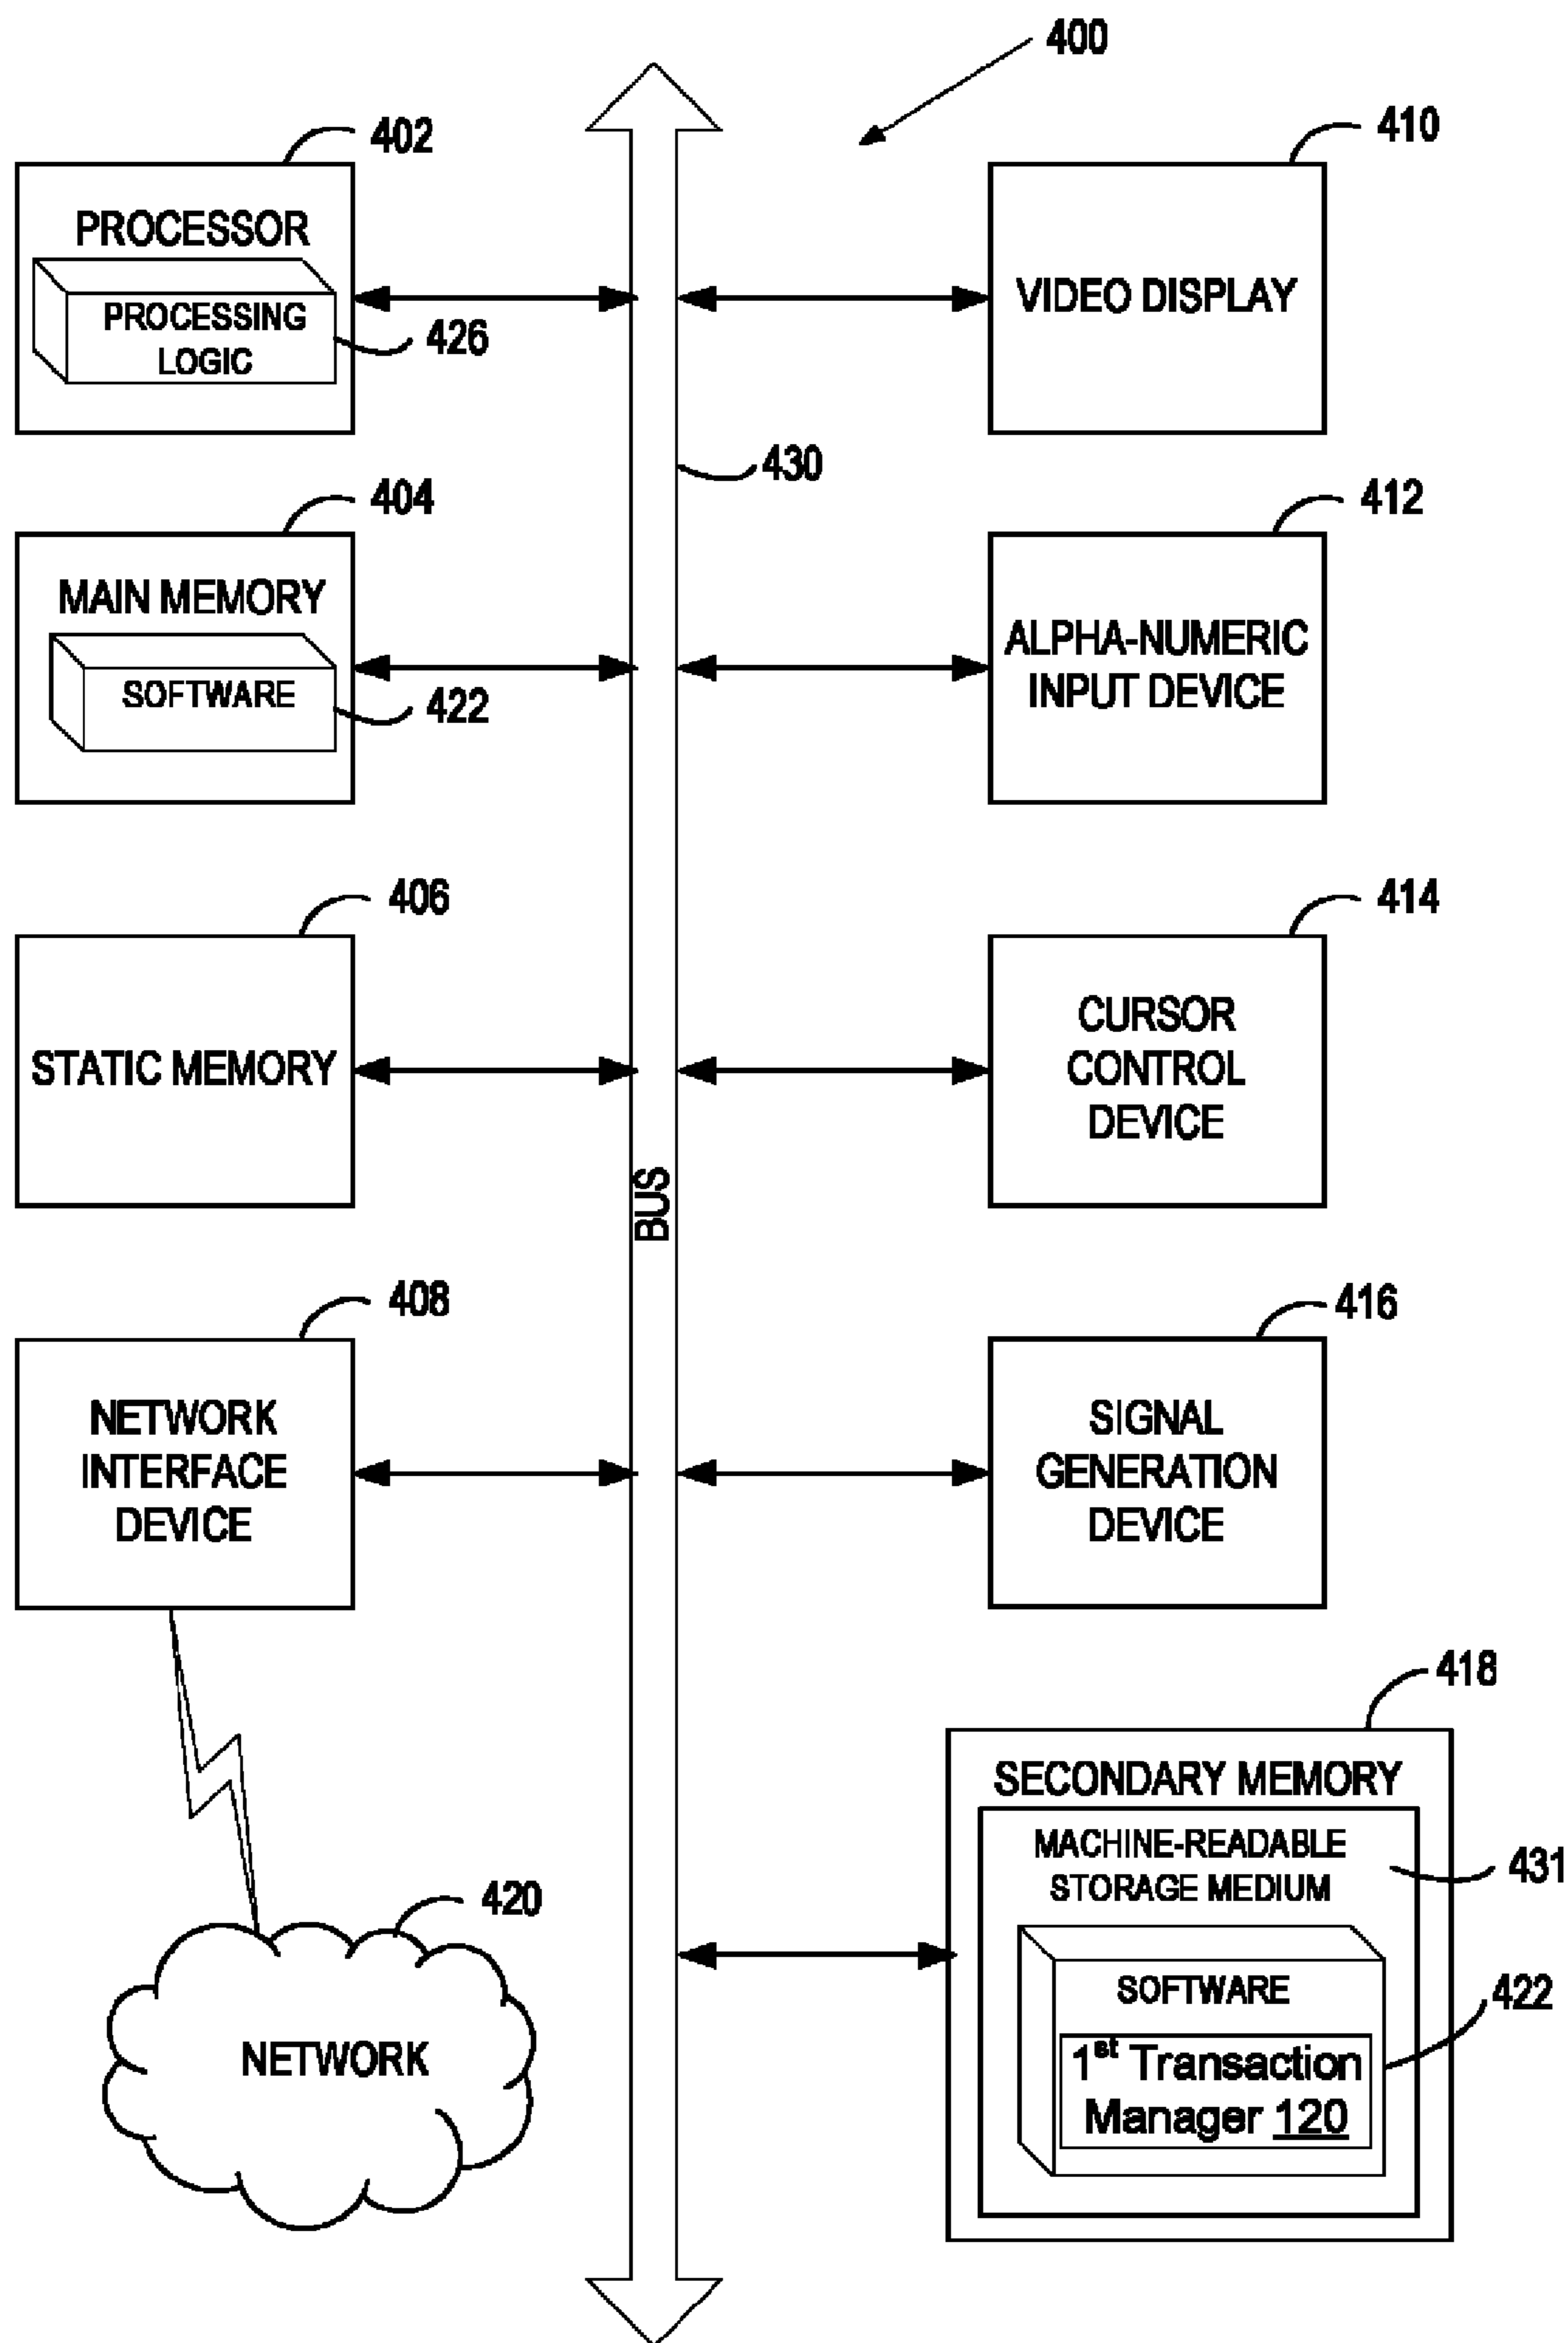 400
402
PROCESSOR
PROCESSING
LOGIC
426
410
VIDEO DISPLAY
430
404
MAIN MEMORY
SOFTWARE
422
412
ALPHA-NUMERIC
INPUT DEVICE
406
STATIC MEMORY
414
CURSOR
CONTROL
DEVICE
BUS
408
NETWORK
INTERFACE
DEVICE
416
SIGNAL
GENERATION
DEVICE
418
SECONDARY MEMORY
MACHINE-READABLE
STORAGE MEDIUM
431
SOFTWARE
422
1st Transaction
Manager 120
420
NETWORK